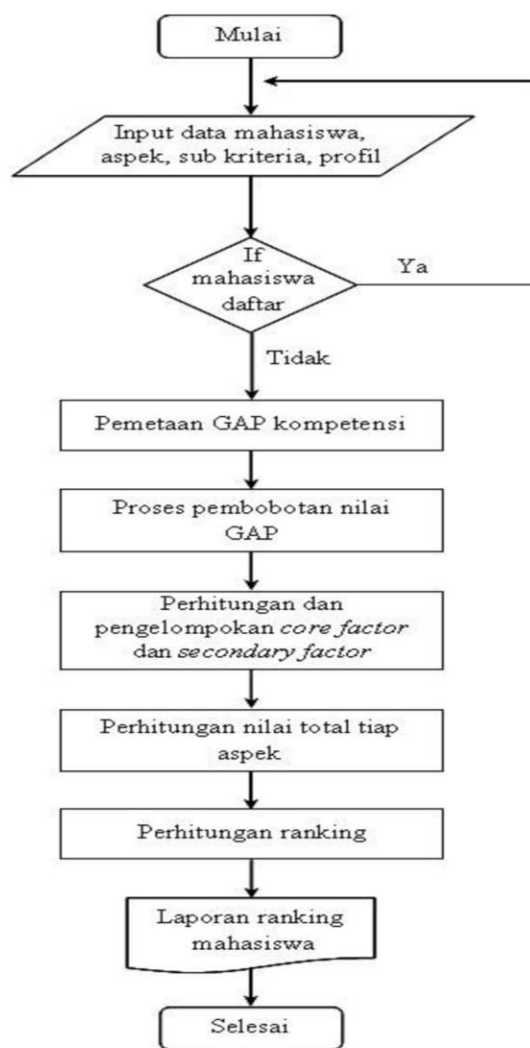 Mulai
Input data mahasiswa,
aspek, sub kriteria, profil
If
mahasiswa
daftar
Ya
Tidak
Pemetaan GAP kompetensi
Proses pembobotan nilai
GAP
Perhitungan dan
pengelompokan core factor
dan secondary factor
Perhitungan nilai total tiap
aspek
Perhitungan ranking
Laporan ranking
mahasiswa
Selesai